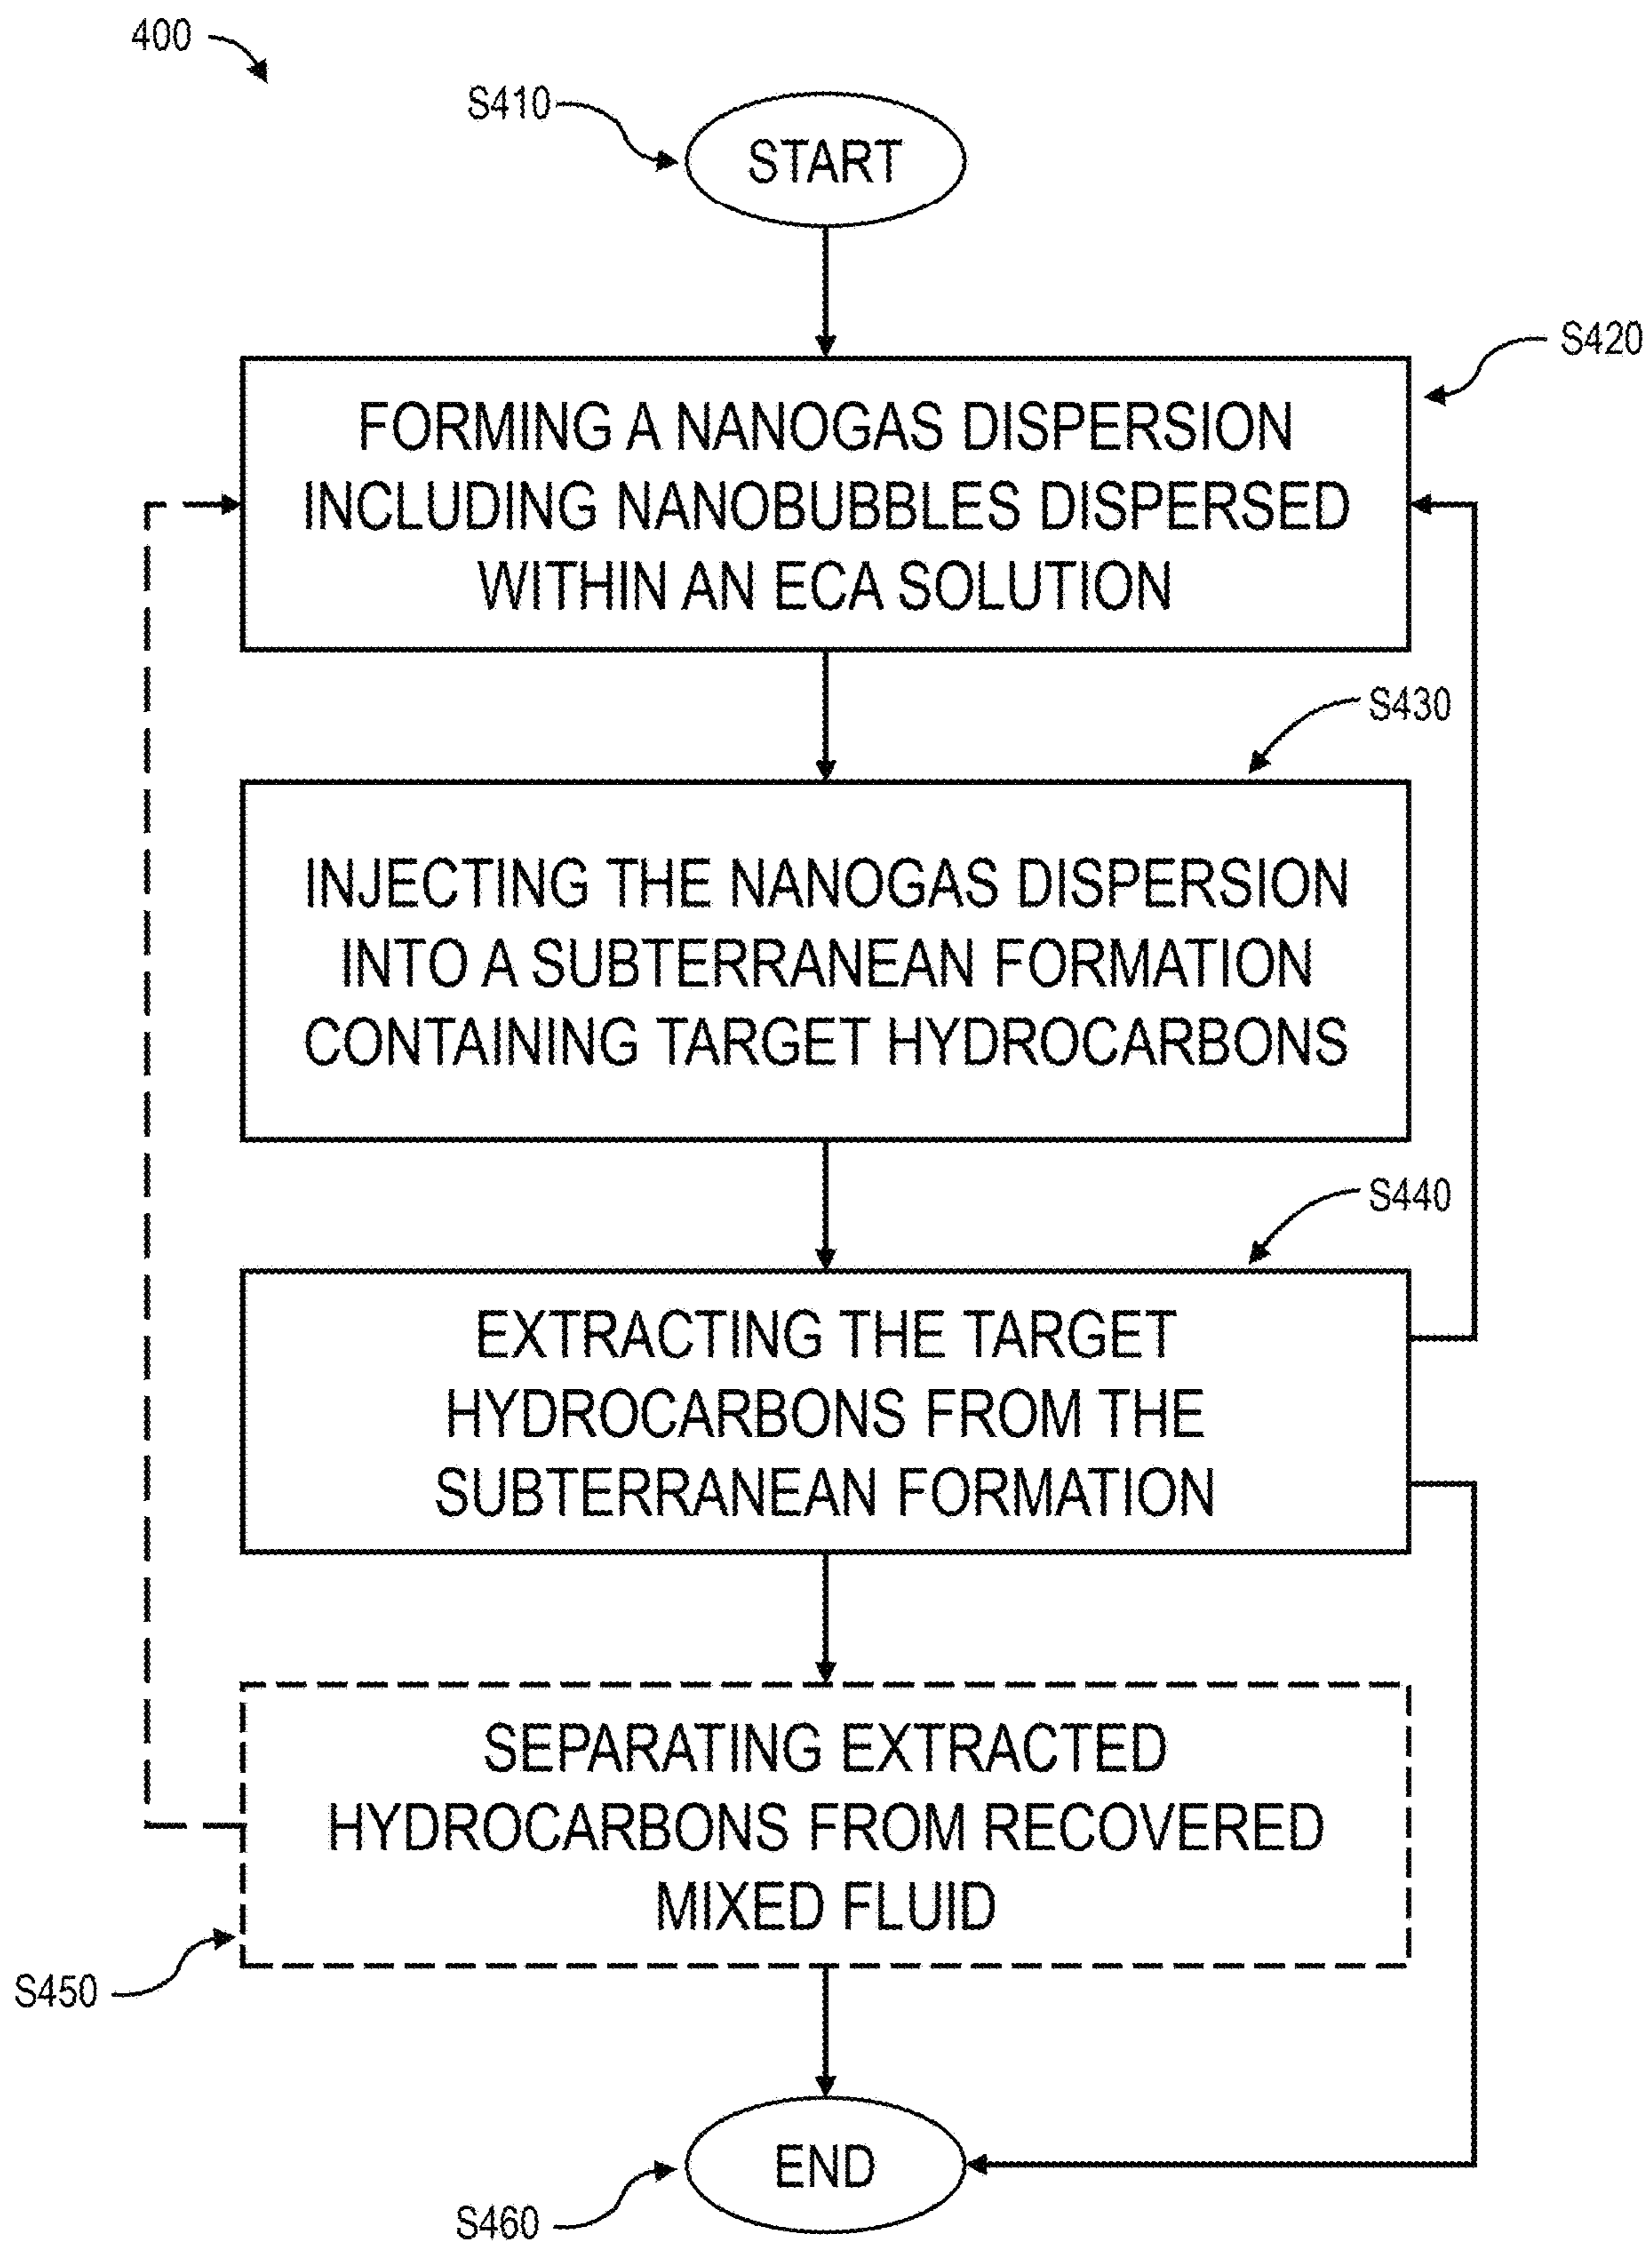 400
S410
START
S420
FORMING A NANOGAS DISPERSION
INCLUDING NANOBUBBLES DISPERSED
WITHIN AN ECA SOLUTION
S430
INJECTING THE NANOGAS DISPERSION
INTO A SUBTERRANEAN FORMATION
CONTAINING TARGET HYDROCARBONS
S440
EXTRACTING THE TARGET
HYDROCARBONS FROM THE
SUBTERRANEAN FORMATION
SEPARATING EXTRACTED
HYDROCARBONS FROM RECOVERED
MIXED FLUID
S450
END
S460